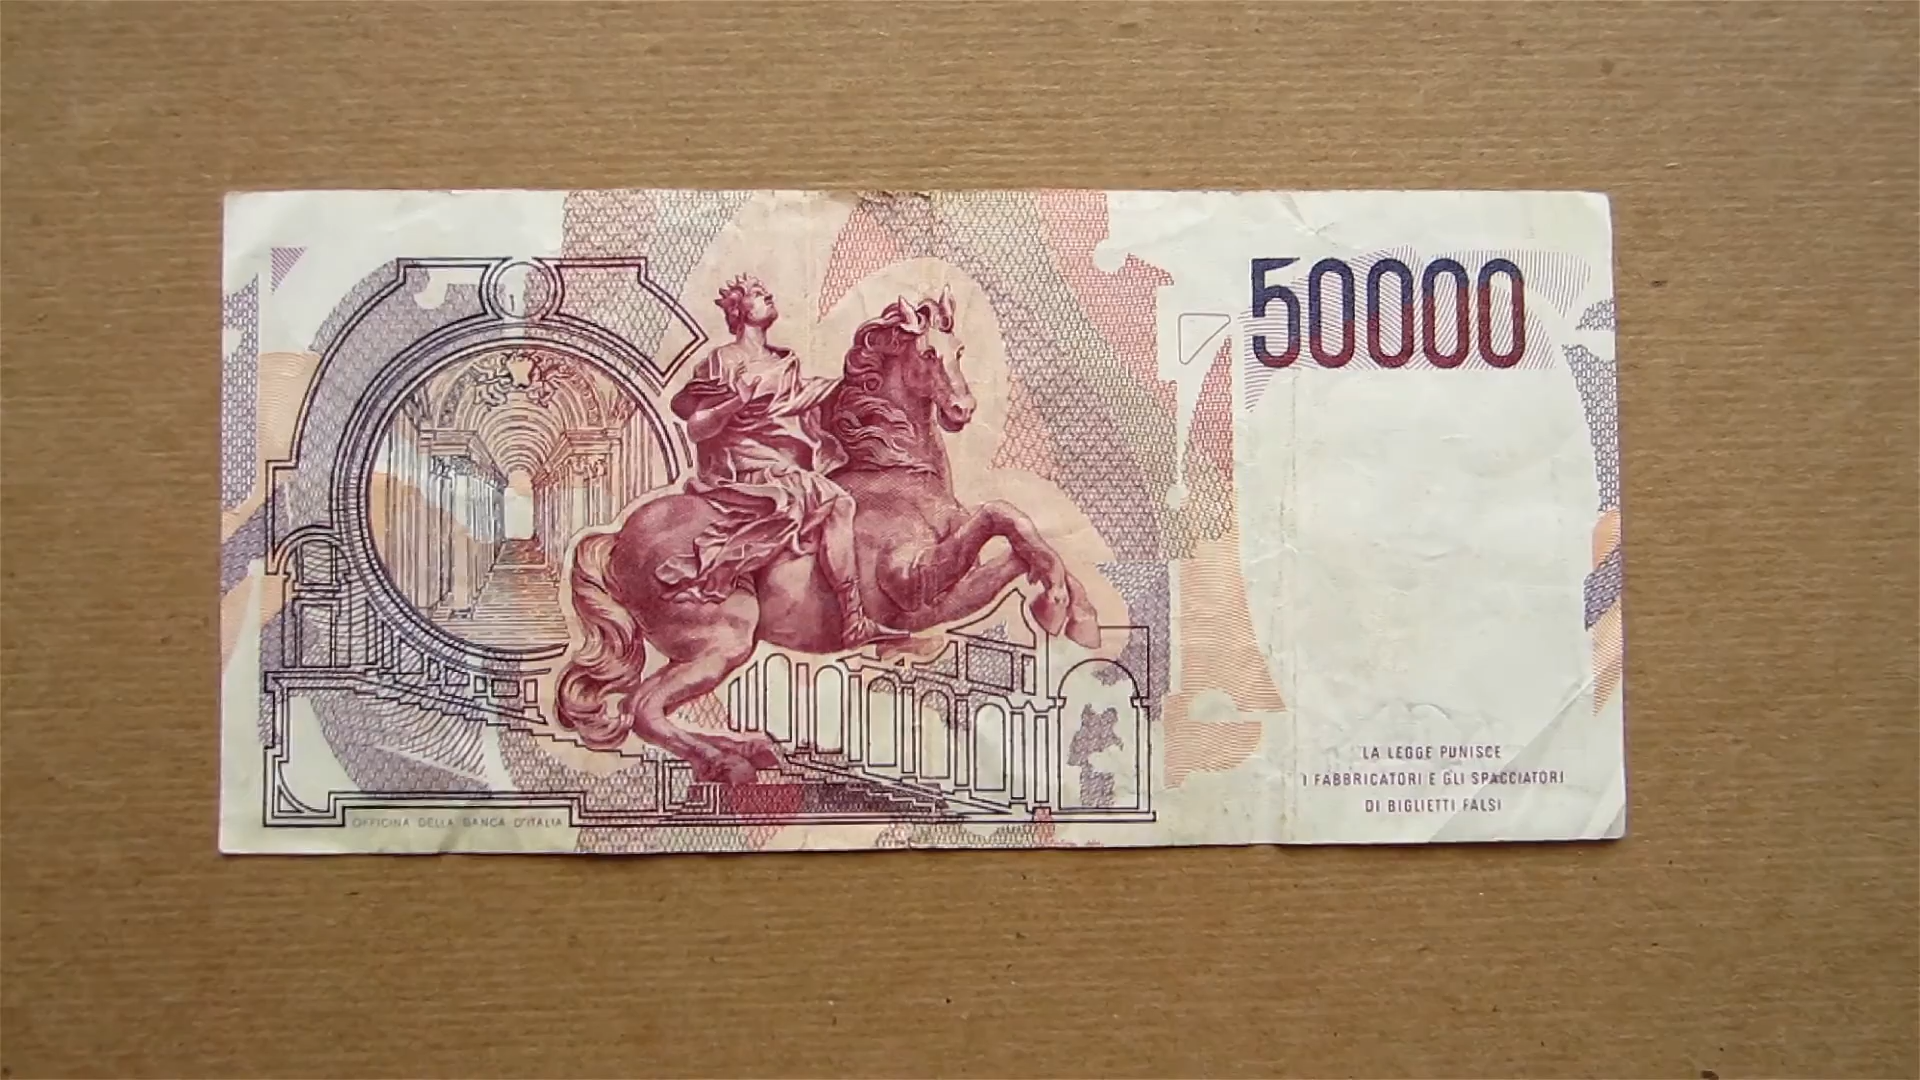 50000
LA LEGGE PUNISCE
I FABBRICATORI E GLI SPACCIATORI
DI BIGLIETTI FALSI
OFFICINA DELLA BANCA D'ITALIA